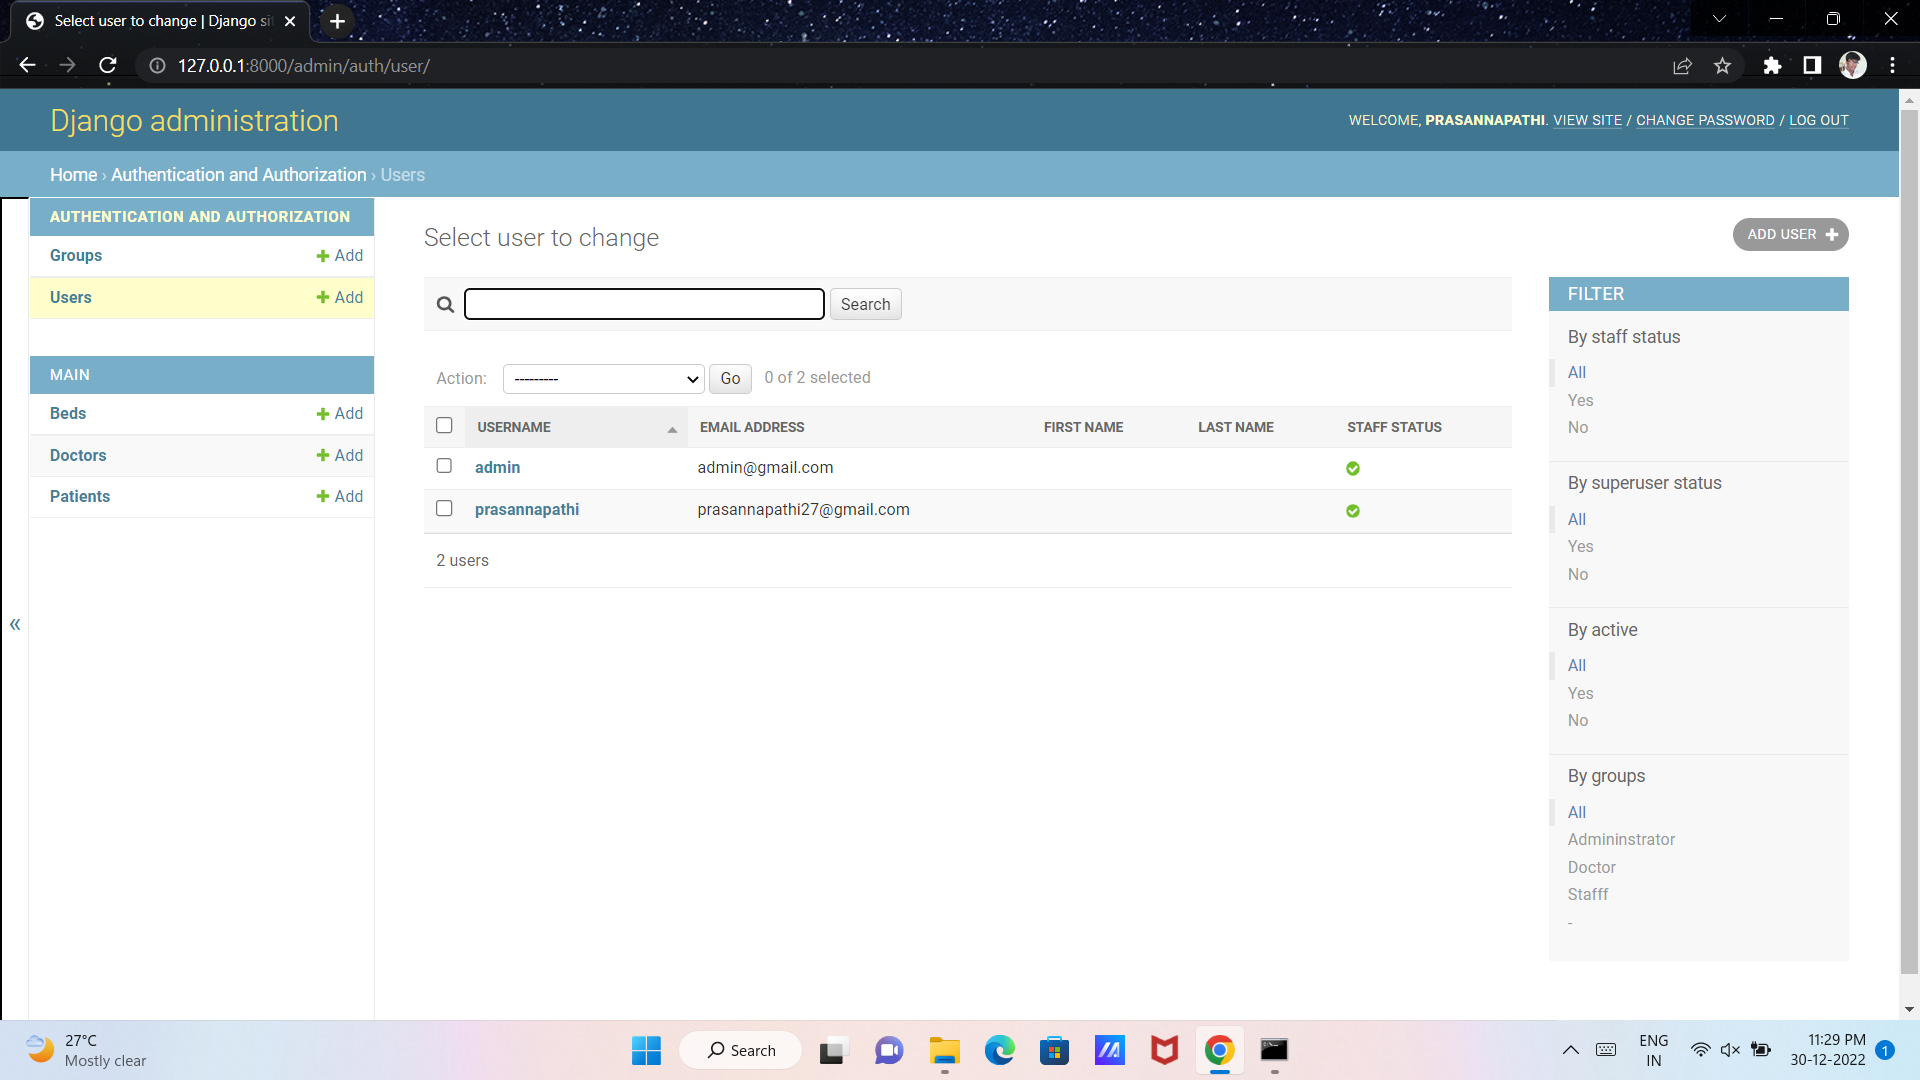 Select user to change | Django si
127.0.0.1:8000/admin/auth/user/
Django administration
WELCOME, PRASANNAPATHI. VIEW SITE / CHANGE PASSWORD / LOG OUT
Home › Authentication and Authorization › Users
AUTHENTICATION AND AUTHORIZATION
Groups + Add
Users + Add
MAIN
Beds + Add
Doctors + Add
Patients + Add
«
Select user to change
ADD USER +
Search
Action: --------- Go 0 of 2 selected
USERNAME EMAIL ADDRESS FIRST NAME LAST NAME STAFF STATUS
admin admin@gmail.com
prasannapathi prasannapathi27@gmail.com
2 users
FILTER
By staff status
All
Yes
No
By superuser status
All
Yes
No
By active
All
Yes
No
By groups
All
Admininstrator
Doctor
Stafff
-
27°C
Mostly clear
Search
ENG
IN
11:29 PM
30-12-2022
1